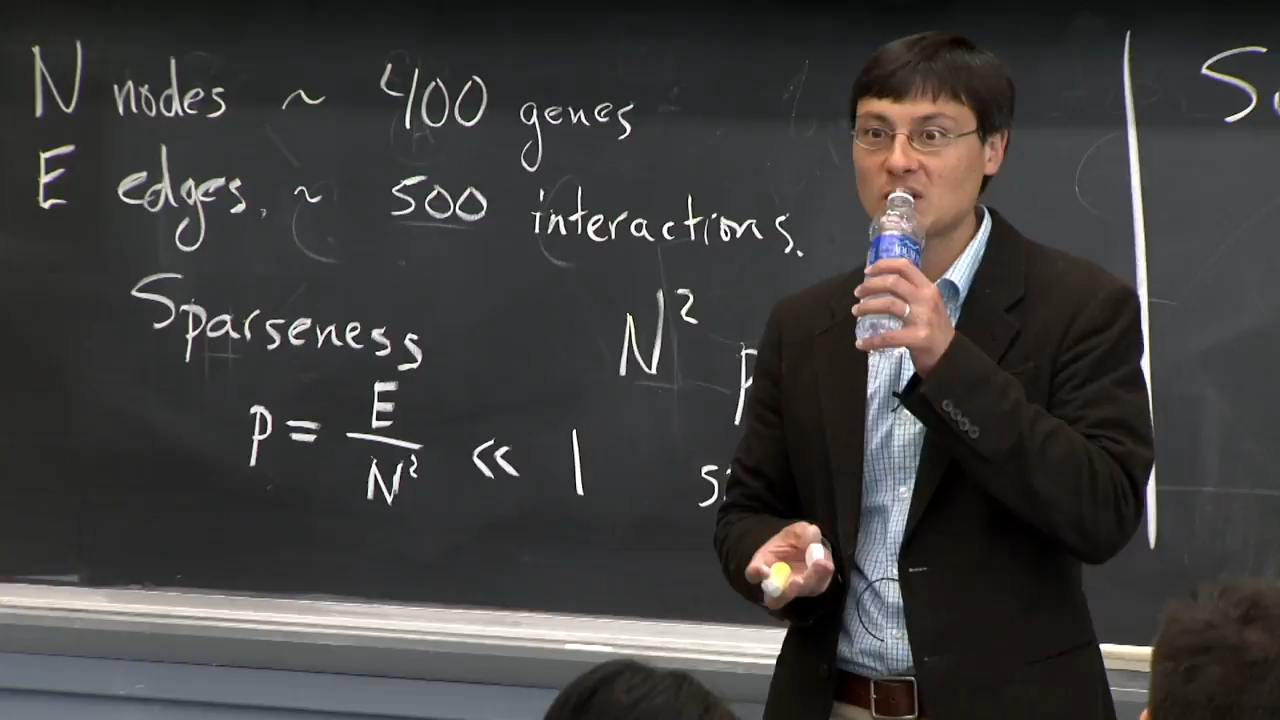 N nodes ~ 400 genes
E edges. ~ 500 interactions.
Sparseness
N²
p = E / N² << 1